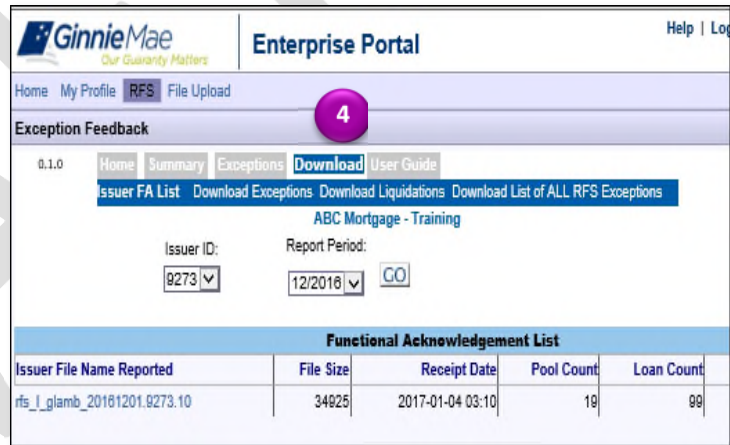 GinnieMae
Our Guaranty Matters
Enterprise Portal
Help | Log
Home My Profile RFS File Upload
4
Exception Feedback
0.1.0 Home Summary Exceptions Download User Guide
Issuer FA List Download Exceptions Download Liquidations Download List of ALL RFS Exceptions
ABC Mortgage - Training
Issuer ID: Report Period:
9273 12/2016 GO
Functional Acknowledgement List
Issuer File Name Reported File Size Receipt Date Pool Count Loan Count
rfs_l_glamb_20161201.9273.10 34925 2017-01-04 03:10 19 99